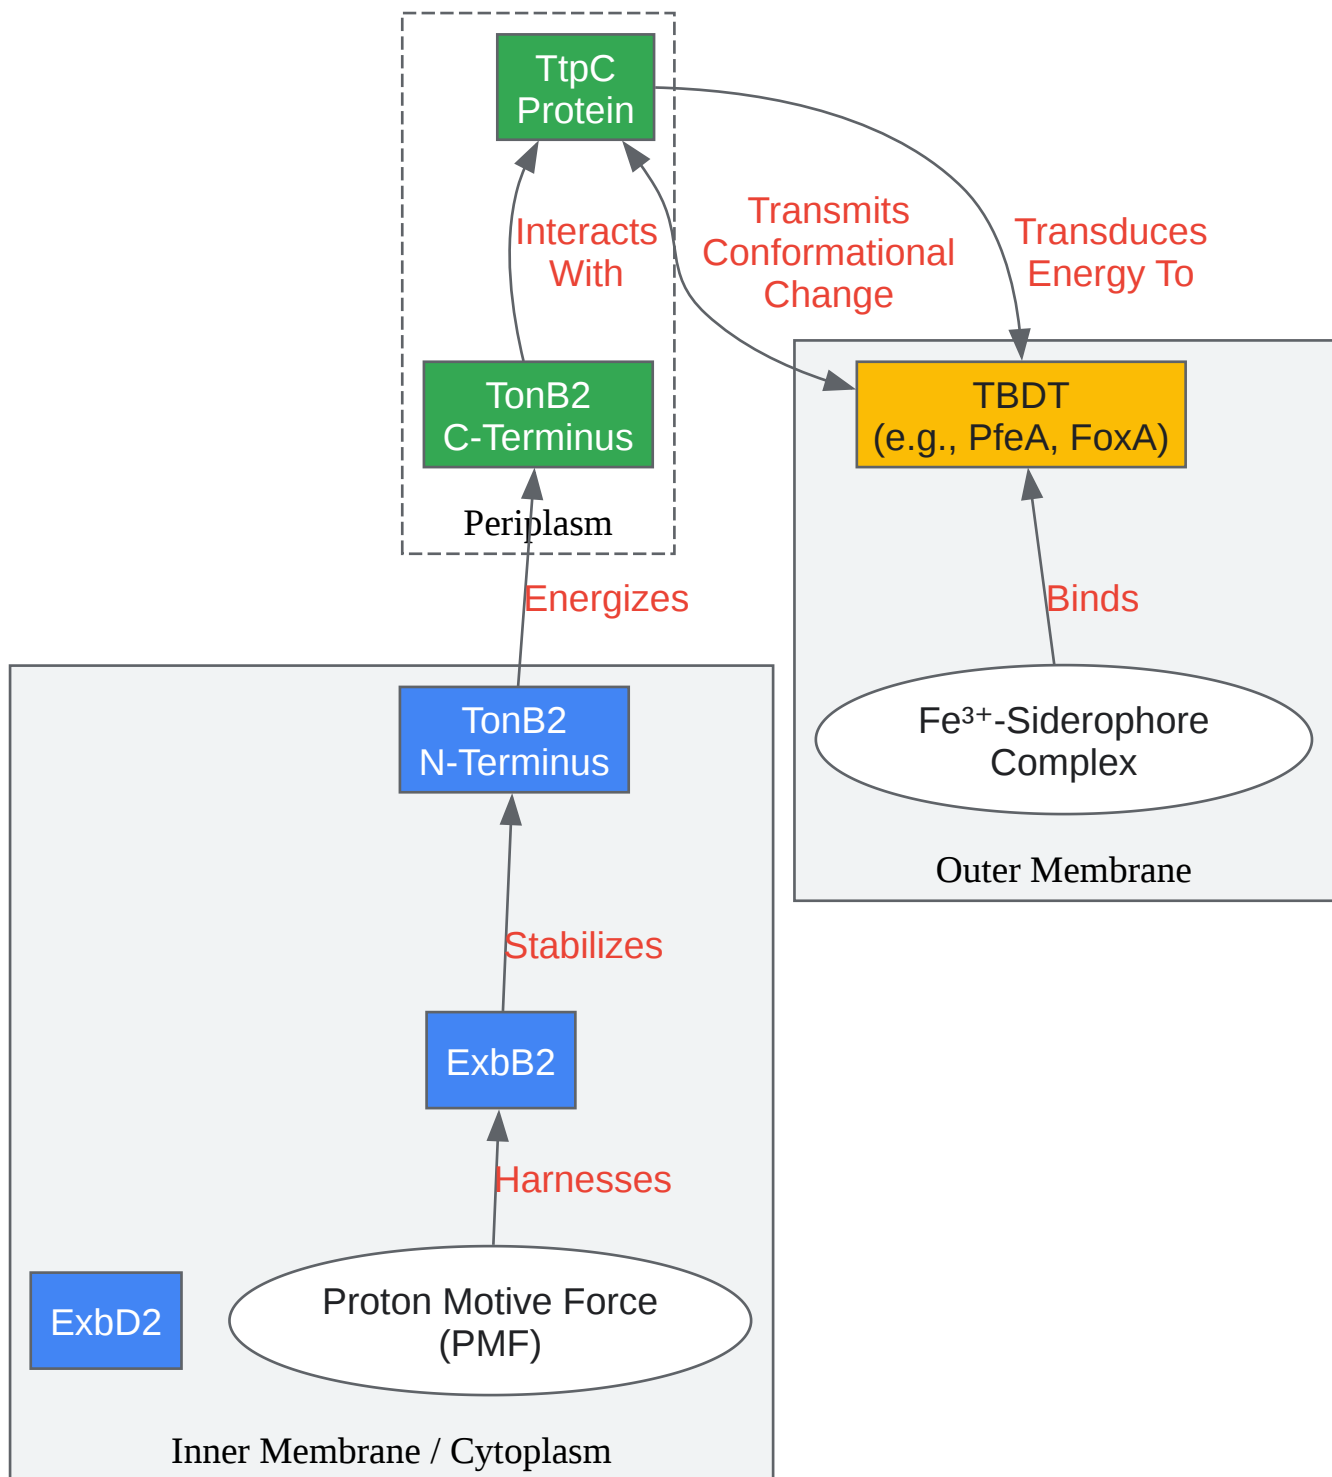 TtpC
Protein
Interacts
With
Transmits
Conformational
Change
Transduces
Energy To
TonB2
C-Terminus
TBDT
(e.g., PfeA, FoxA)
Periplasm
Energizes
Binds
TonB2
N-Terminus
Fe³⁺-Siderophore
Complex
Outer Membrane
Stabilizes
ExbB2
Harnesses
ExbD2
Proton Motive Force
(PMF)
Inner Membrane / Cytoplasm